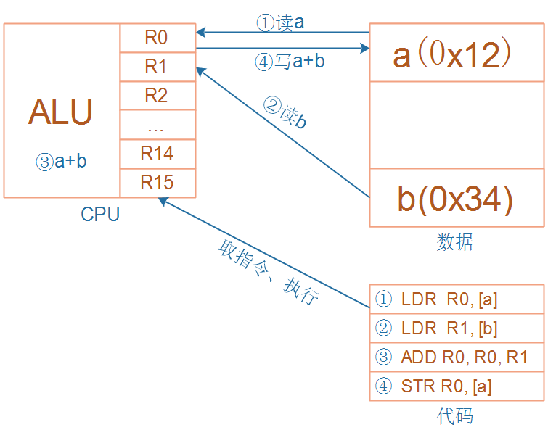 ALU
③a+b
R0
R1
R2
...
R14
R15
CPU
①读a
④写a+b
②读b
取指令、执行
a(0x12)
b(0x34)
数据
① LDR R0, [a]
② LDR R1, [b]
③ ADD R0, R0, R1
④ STR R0, [a]
代码